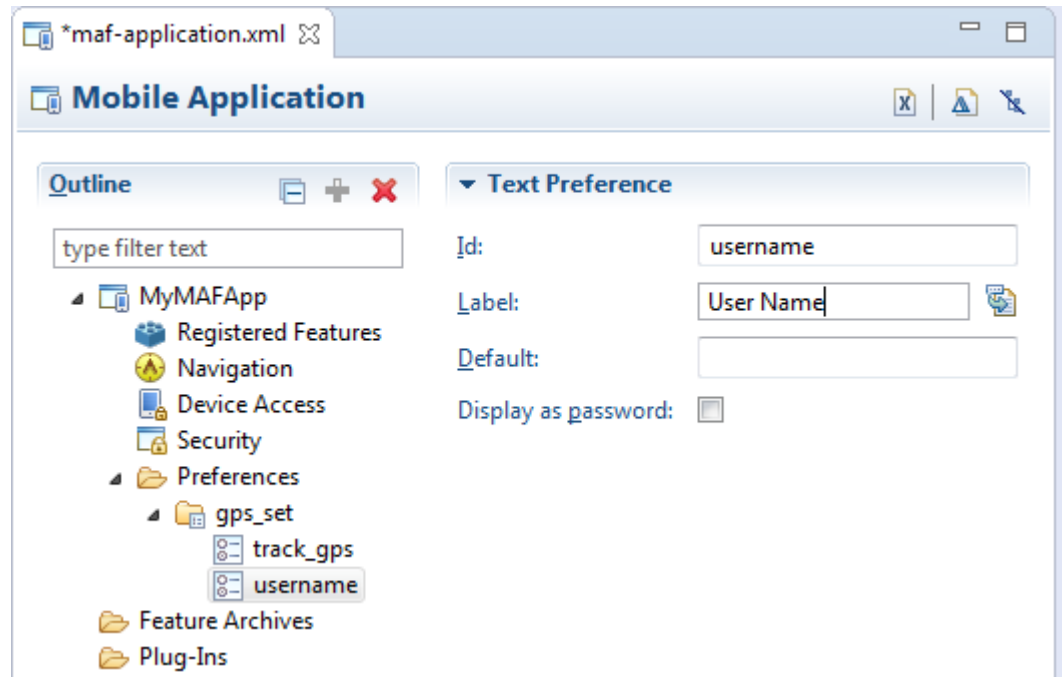 *maf-application.xml
Mobile Application
Outline
type filter text
MyMAFApp
Registered Features
Navigation
Device Access
Security
Preferences
gps_set
track_gps
username
Feature Archives
Plug-Ins
Text Preference
Id: username
Label: User Name
Default:
Display as password: